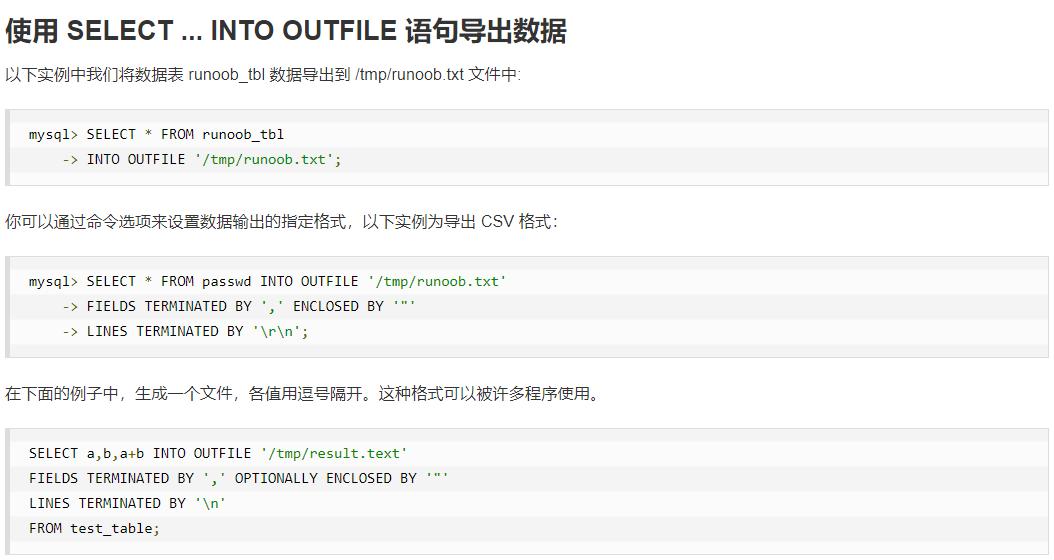 使用 SELECT ... INTO OUTFILE 语句导出数据
以下实例中我们将数据表 runoob_tbl 数据导出到 /tmp/runoob.txt 文件中:
mysql> SELECT * FROM runoob_tbl
    -> INTO OUTFILE '/tmp/runoob.txt';
你可以通过命令选项来设置数据输出的指定格式，以下实例为导出 CSV 格式：
mysql> SELECT * FROM passwd INTO OUTFILE '/tmp/runoob.txt'
    -> FIELDS TERMINATED BY ',' ENCLOSED BY '"'
    -> LINES TERMINATED BY '\r\n';
在下面的例子中，生成一个文件，各值用逗号隔开。这种格式可以被许多程序使用。
SELECT a,b,a+b INTO OUTFILE '/tmp/result.text'
FIELDS TERMINATED BY ',' OPTIONALLY ENCLOSED BY '"'
LINES TERMINATED BY '\n'
FROM test_table;